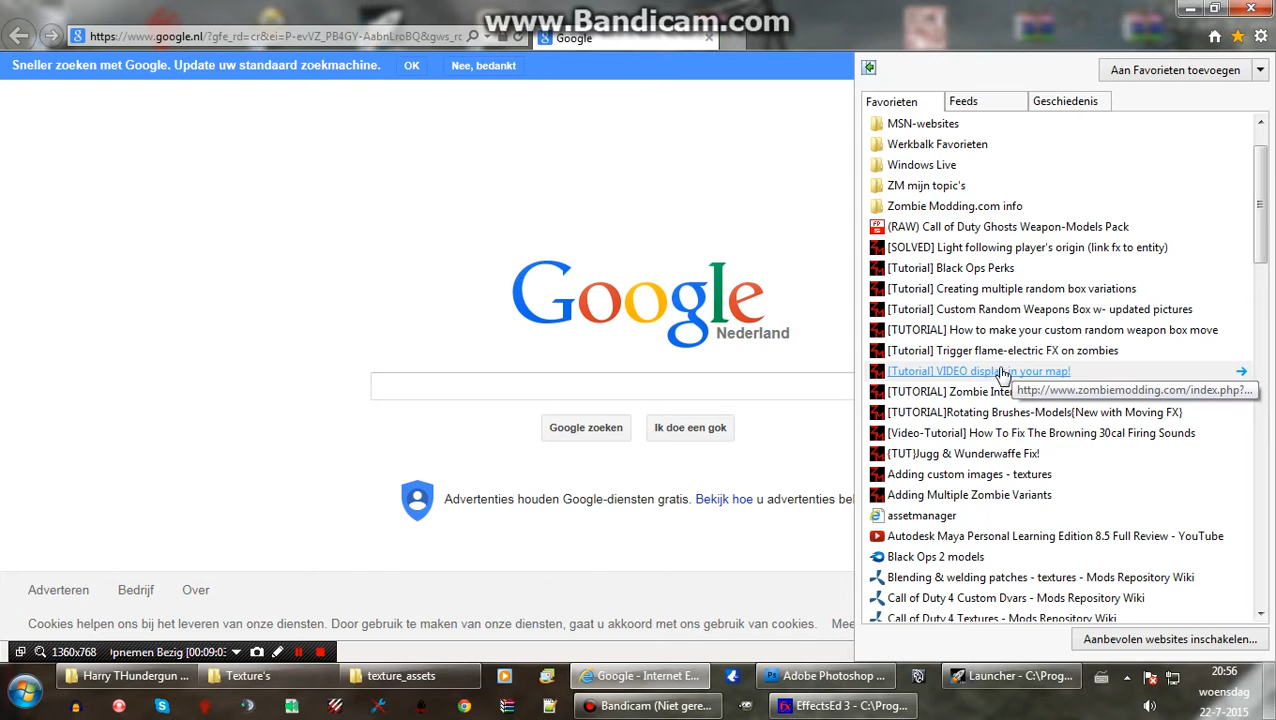 www.Bandicam.com
https://www.google.nl/?gfe_rd=cr&ei=P-evVZ_PB4GY-AabnLroBQ&gws_rc
Google
Sneller zoeken met Google. Update uw standaard zoekmachine.
OK
Nee, bedankt
Aan Favorieten toevoegen
Favorieten
Feeds
Geschiedenis
MSN-websites
Werkbalk Favorieten
Windows Live
ZM mijn topic's
Zombie Modding.com info
(RAW) Call of Duty Ghosts Weapon-Models Pack
[SOLVED] Light following player's origin (link fx to entity)
[Tutorial] Black Ops Perks
[Tutorial] Creating multiple random box variations
[Tutorial] Custom Random Weapons Box w- updated pictures
[TUTORIAL] How to make your custom random weapon box move
[Tutorial] Trigger flame-electric FX on zombies
[Tutorial] VIDEO display in your map!
http://www.zombiemodding.com/index.php?...
[TUTORIAL] Zombie Inte
[TUTORIAL]Rotating Brushes-Models{New with Moving FX}
[Video-Tutorial] How To Fix The Browning 30cal Firing Sounds
{TUT}Jugg & Wunderwaffe Fix!
Adding custom images - textures
Adding Multiple Zombie Variants
assetmanager
Autodesk Maya Personal Learning Edition 8.5 Full Review - YouTube
Black Ops 2 models
Blending & welding patches - textures - Mods Repository Wiki
Call of Duty 4 Custom Dvars - Mods Repository Wiki
Call of Duty 4 Textures - Mods Repository Wiki
Aanbevolen websites inschakelen...
Google
Nederland
Google zoeken
Ik doe een gok
Advertenties houden Google-diensten gratis. Bekijk hoe u advertenties be
Adverteren
Bedrijf
Over
Cookies helpen ons bij het leveren van onze diensten. Door gebruik te maken van onze diensten, gaat u akkoord met ons gebruik van cookies.
Mee
1360x768
pnemen Bezig [00:09:0
Harry THundergun ...
Texture's
texture_assets
Google - Internet E...
Adobe Photoshop ...
Launcher - C:\Prog...
Bandicam (Niet gere...
EffectsEd 3 - C:\Prog...
20:56
woensdag
22-7-2015